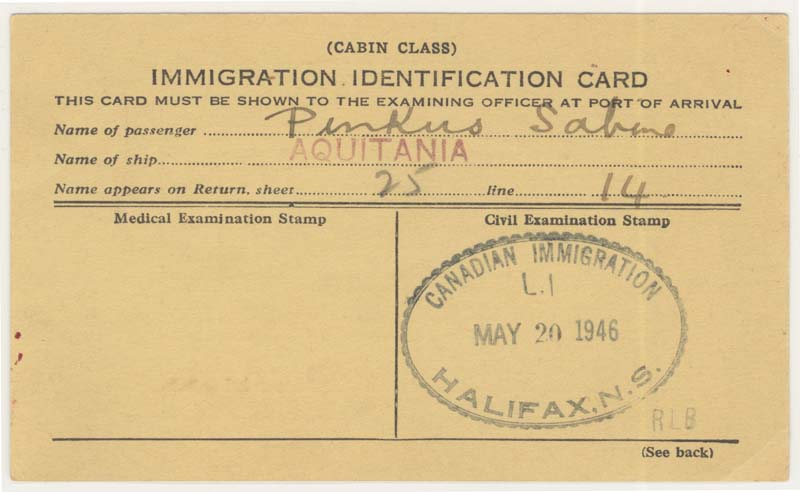 (CABIN CLASS)
IMMIGRATION IDENTIFICATION CARD
THIS CARD MUST BE SHOWN TO THE EXAMINING OFFICER AT PORT OF ARRIVAL
Name of passenger Pinkus Sabine
Name of ship AQUITANIA
Name appears on Return, sheet 25 line 14
Medical Examination Stamp Civil Examination Stamp
CANADIAN IMMIGRATION
L.I
MAY 20 1946
HALIFAX, N.S.
RLB
(See back)